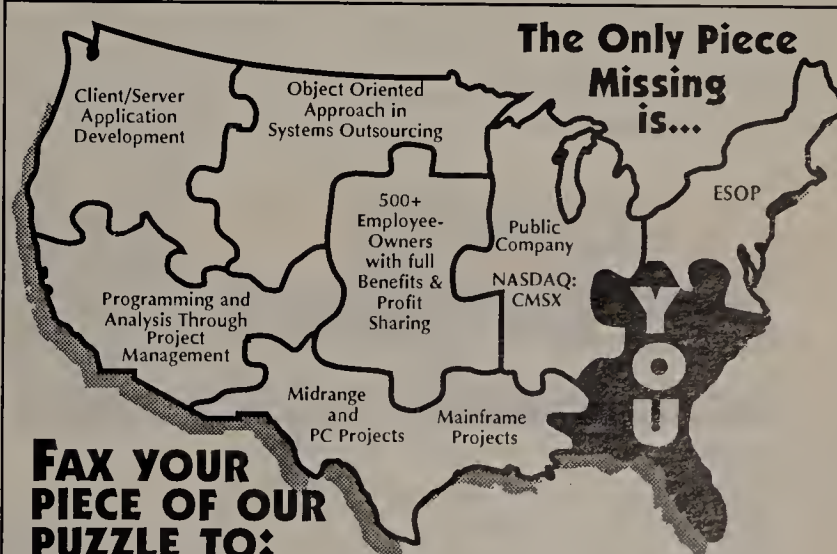 The Only Piece
Missing
is...
Client/Server
Application
Development
Object Oriented
Approach in
Systems Outsourcing
ESOP
500+
Employee-
Owners
with full
Benefits &
Profit
Sharing
Public
Company
NASDAQ:
CMSX
Programming and
Analysis Through
Project
Management
YOU
Midrange
and
PC Projects
Mainframe
Projects
FAX YOUR
PIECE OF OUR
PUZZLE TO: